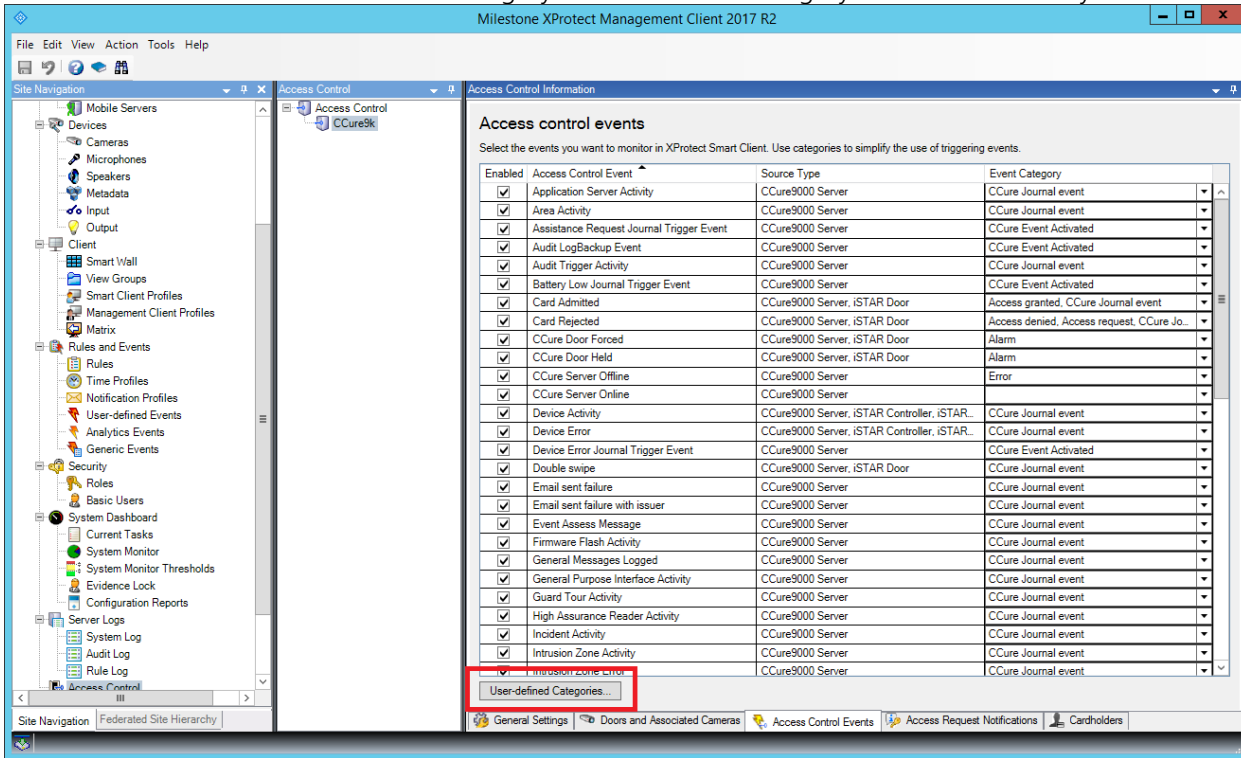 Milestone XProtect Management Client 2017 R2
File Edit View Action Tools Help
Site Navigation
Mobile Servers
Devices
Cameras
Microphones
Speakers
Metadata
Input
Output
Client
Smart Wall
View Groups
Smart Client Profiles
Management Client Profiles
Matrix
Rules and Events
Rules
Time Profiles
Notification Profiles
User-defined Events
Analytics Events
Generic Events
Security
Roles
Basic Users
System Dashboard
Current Tasks
System Monitor
System Monitor Thresholds
Evidence Lock
Configuration Reports
Server Logs
System Log
Audit Log
Rule Log
Access Control
Site Navigation Federated Site Hierarchy
Access Control
Access Control
CCure9k
Access Control Information
Access control events
Select the events you want to monitor in XProtect Smart Client. Use categories to simplify the use of triggering events.
Enabled Access Control Event Source Type Event Category
Application Server Activity CCure9000 Server CCure Journal event
Area Activity CCure9000 Server CCure Journal event
Assistance Request Journal Trigger Event CCure9000 Server CCure Event Activated
Audit LogBackup Event CCure9000 Server CCure Event Activated
Audit Trigger Activity CCure9000 Server CCure Journal event
Battery Low Journal Trigger Event CCure9000 Server CCure Event Activated
Card Admitted CCure9000 Server, iSTAR Door Access granted, CCure Journal event
Card Rejected CCure9000 Server, iSTAR Door Access denied, Access request, CCure Jo...
CCure Door Forced CCure9000 Server, iSTAR Door Alarm
CCure Door Held CCure9000 Server, iSTAR Door Alarm
CCure Server Offline CCure9000 Server Error
CCure Server Online CCure9000 Server
Device Activity CCure9000 Server, iSTAR Controller, iSTAR... CCure Journal event
Device Error CCure9000 Server, iSTAR Controller, iSTAR... CCure Journal event
Device Error Journal Trigger Event CCure9000 Server CCure Event Activated
Double swipe CCure9000 Server, iSTAR Door CCure Journal event
Email sent failure CCure9000 Server CCure Journal event
Email sent failure with issuer CCure9000 Server CCure Journal event
Event Assess Message CCure9000 Server CCure Journal event
Firmware Flash Activity CCure9000 Server CCure Journal event
General Messages Logged CCure9000 Server CCure Journal event
General Purpose Interface Activity CCure9000 Server CCure Journal event
Guard Tour Activity CCure9000 Server CCure Journal event
High Assurance Reader Activity CCure9000 Server CCure Journal event
Incident Activity CCure9000 Server CCure Journal event
Intrusion Zone Activity CCure9000 Server CCure Journal event
Intrusion Zone Error CCure9000 Server CCure Journal event
User-defined Categories...
General Settings Doors and Associated Cameras Access Control Events Access Request Notifications Cardholders